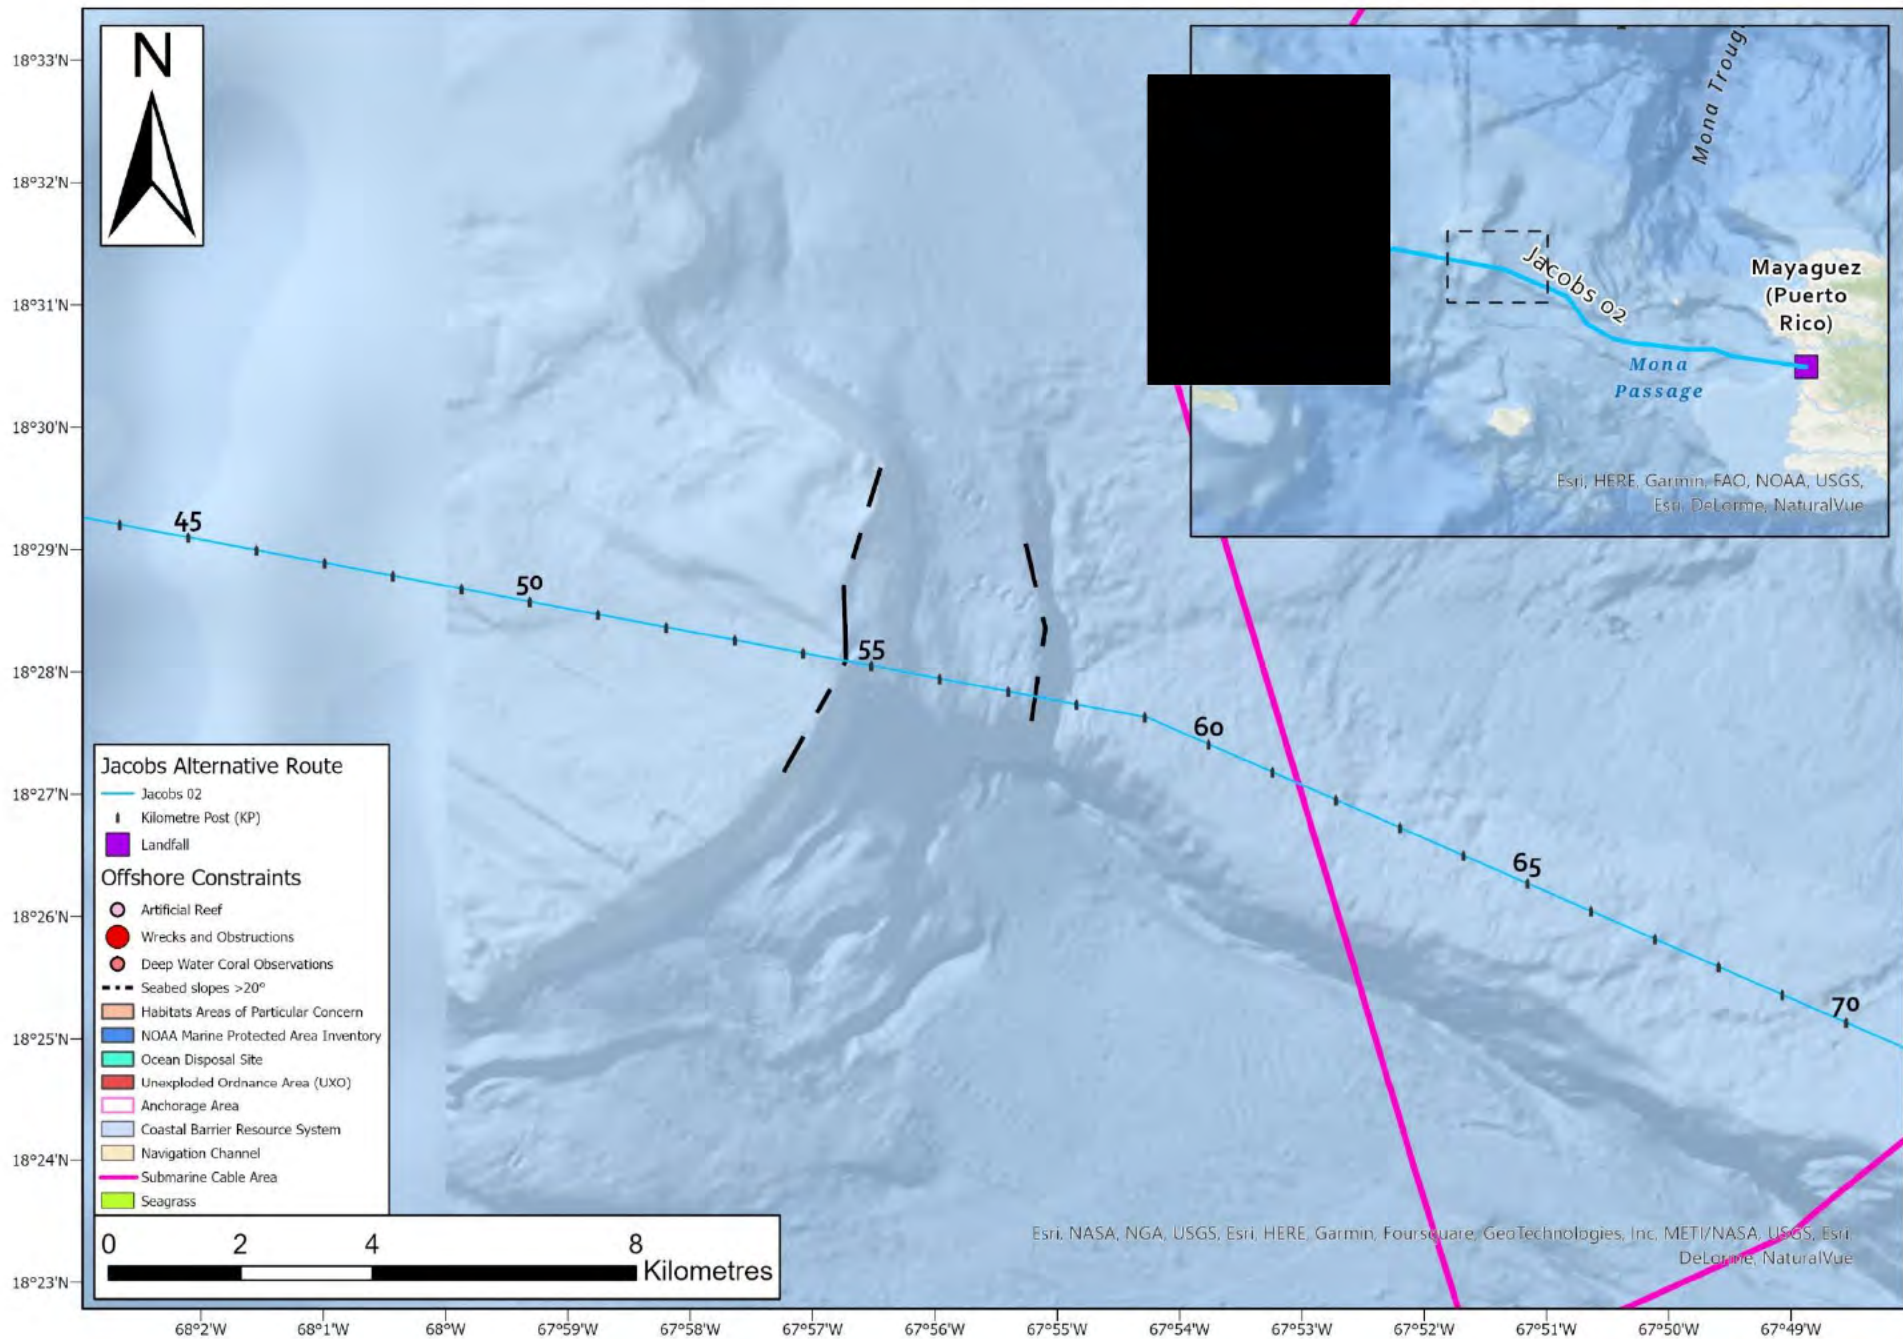 N
18°33'N
18°32'N
18°31'N
18°30'N
18°29'N
18°28'N
18°27'N
18°26'N
18°25'N
18°24'N
18°23'N
Mona Troug
Jacobs 02
Mayaguez
(Puerto
Rico)
Mona
Passage
Esri, HERE, Garmin, FAO, NOAA, USGS,
Esri, DeLorme, NaturalVue
45
50
55
60
65
70
Jacobs Alternative Route
Jacobs 02
Kilometre Post (KP)
Landfall
Offshore Constraints
Artificial Reef
Wrecks and Obstructions
Deep Water Coral Observations
Seabed slopes >20°
Habitats Areas of Particular Concern
NOAA Marine Protected Area Inventory
Ocean Disposal Site
Unexploded Ordnance Area (UXO)
Anchorage Area
Coastal Barrier Resource System
Navigation Channel
Submarine Cable Area
Seagrass
0 2 4 8
Kilometres
Esri, NASA, NGA, USGS, Esri, HERE, Garmin, Foursquare, GeoTechnologies, Inc, METI/NASA, USGS, Esri,
DeLorme, NaturalVue
68°2'W 68°1'W 68°W 67°59'W 67°58'W 67°57'W 67°56'W 67°55'W 67°54'W 67°53'W 67°52'W 67°51'W 67°50'W 67°49'W